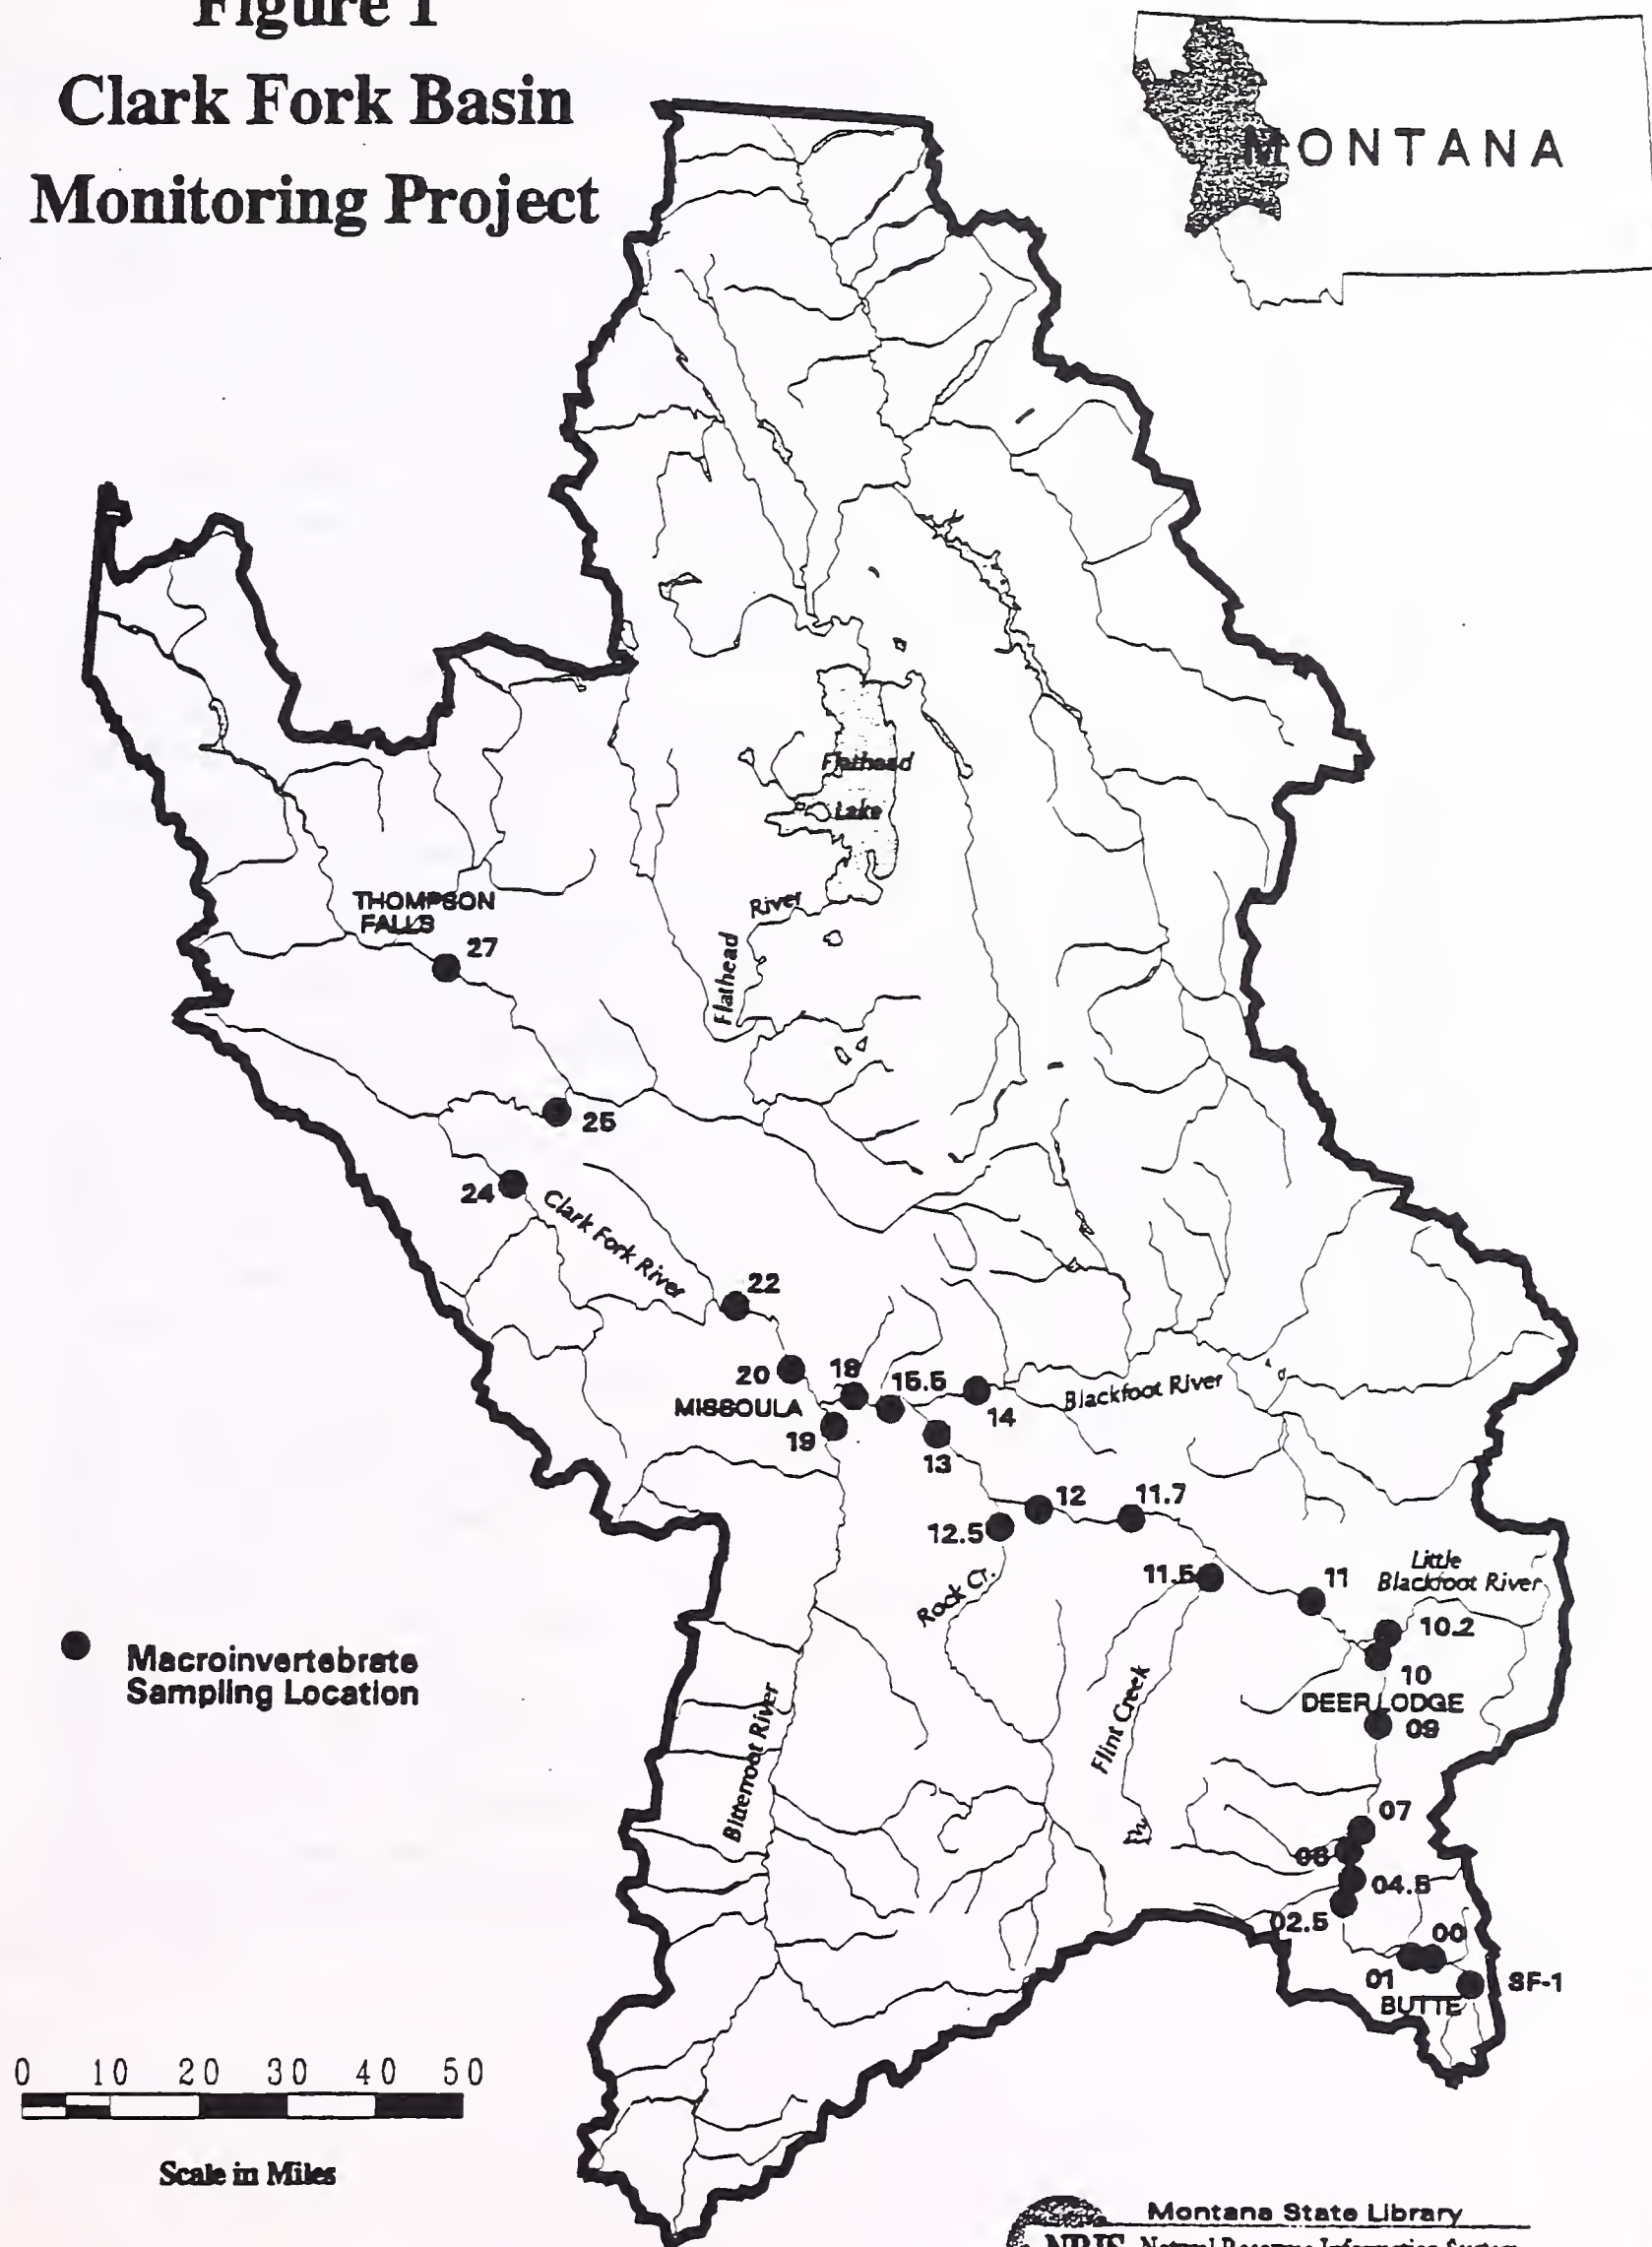 Figure 1
Clark Fork Basin
Monitoring Project
MONTANA
Flathead
Lake
River
Flathead
THOMPSON
FALLS
27
25
24
Clark Fork River
22
20
18
15.5
MISSOULA
19
14
Blackfoot River
13
12
11.7
12.5
Rock Cr.
11.5
11
Little
Blackfoot River
10.2
10
DEER LODGE
09
Flint Creek
Bitterroot River
07
06
04.5
02.5
00
01
SF-1
BUTTE
Macroinvertebrate
Sampling Location
0 10 20 30 40 50
Scale in Miles
Montana State Library
NRIS Natural Resource Information System